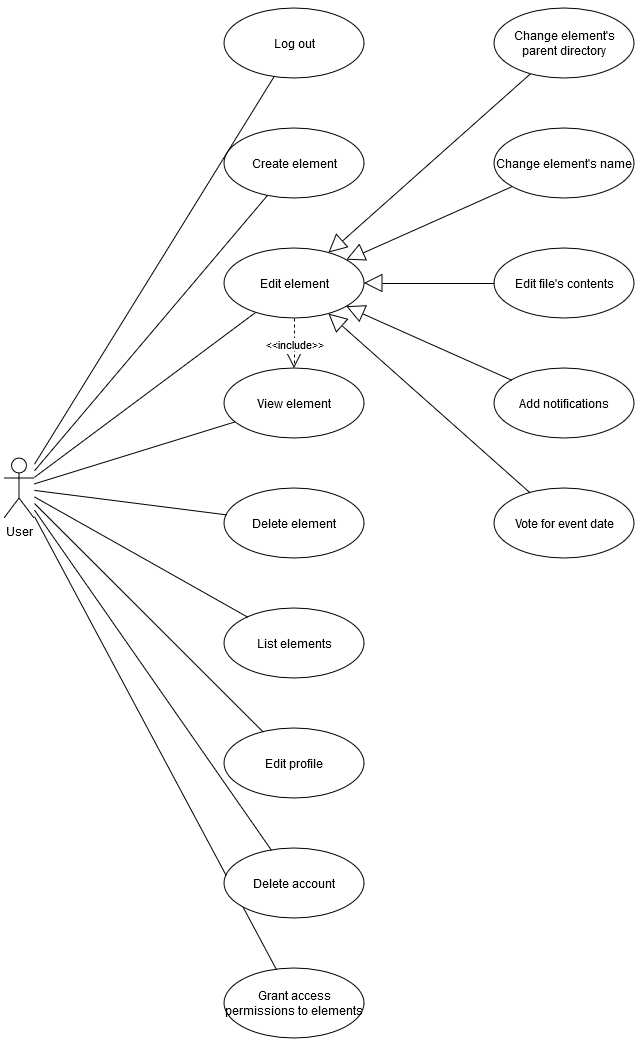 Log out
Change element's
parent directory
Create element
Change element's name
Edit element
Edit file's contents
<<include>>
View element
Add notifications
User
Delete element
Vote for event date
List elements
Edit profile
Delete account
Grant access
permissions to elements